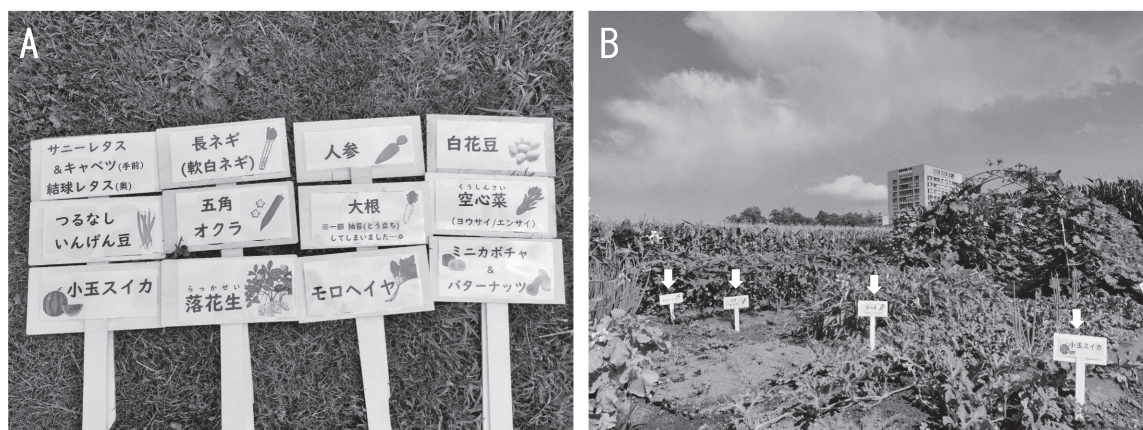 A
サニーレタス
&キャベツ(手前)
結球レタス(奥)
長ネギ
(軟白ネギ)
人参
白花豆
つるなし
いんげん豆
五角
オクラ
大根
※一部 抽苔(とう立ち)
してしまいました…
くうしんさい
空心菜
(ヨウサイ/エンサイ)
小玉スイカ
らっかせい
落花生
モロヘイヤ
ミニカボチャ
&
バターナッツ
B
小玉スイカ